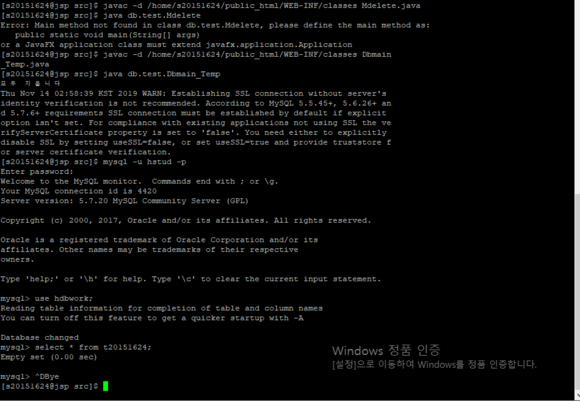 [s20151624@jsp src]$ javac -d /home/s20151624/public_html/WEB-INF/classes Mdelete.java
[s20151624@jsp src]$ java db.test.Mdelete
Error: Main method not found in class db.test.Mdelete, please define the main method as:
public static void main(String[] args)
or a JavaFX application class must extend javafx.application.Application
[s20151624@jsp src]$ javac -d /home/s20151624/public_html/WEB-INF/classes Dbmain
_Temp.java
[s20151624@jsp src]$ java db.test.Dbmain_Temp
모두 지웁니다
Thu Nov 14 02:58:39 KST 2019 WARN: Establishing SSL connection without server's
identity verification is not recommended. According to MySQL 5.5.45+, 5.6.26+ an
d 5.7.6+ requirements SSL connection must be established by default if explicit
option isn't set. For compliance with existing applications not using SSL the ve
rifyServerCertificate property is set to 'false'. You need either to explicitly
disable SSL by setting useSSL=false, or set useSSL=true and provide truststore f
or server certificate verification.
[s20151624@jsp src]$ mysql -u hstud -p
Enter password:
Welcome to the MySQL monitor.  Commands end with ; or \g.
Your MySQL connection id is 4420
Server version: 5.7.20 MySQL Community Server (GPL)
Copyright (c) 2000, 2017, Oracle and/or its affiliates. All rights reserved.
Oracle is a registered trademark of Oracle Corporation and/or its
affiliates. Other names may be trademarks of their respective
owners.
Type 'help;' or '\h' for help. Type '\c' to clear the current input statement.
mysql> use hdbwork;
Reading table information for completion of table and column names
You can turn off this feature to get a quicker startup with -A
Database changed
mysql> select * from t20151624;
Empty set (0.00 sec)
mysql> ^DBye
[s20151624@jsp src]$
Windows 정품 인증
[설정]으로 이동하여 Windows를 정품 인증합니다.